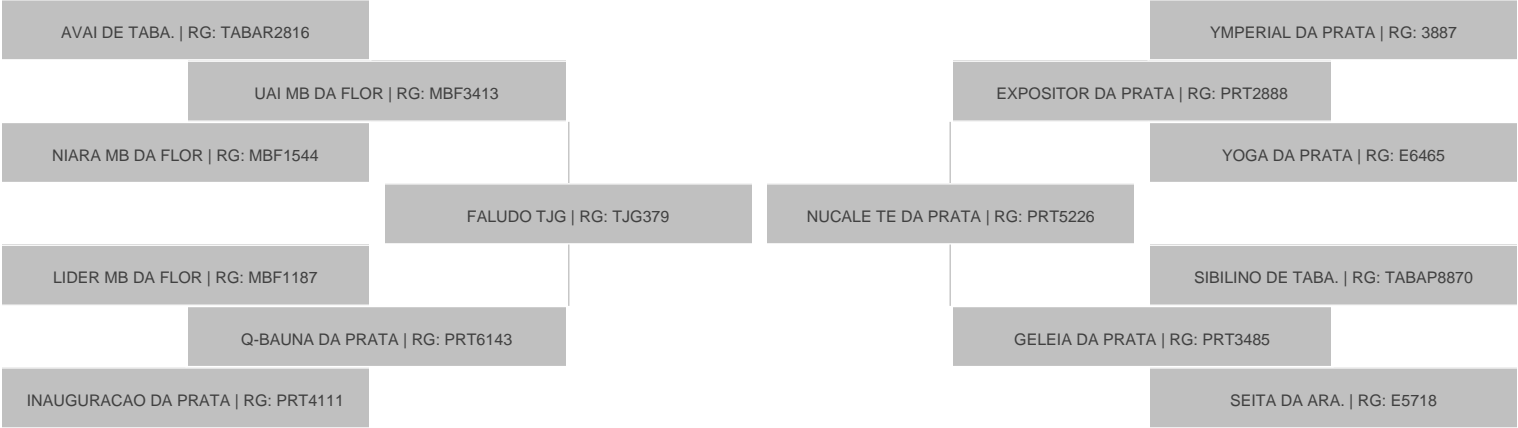 AVAI DE TABA. | RG: TABAR2816
YMPERIAL DA PRATA | RG: 3887
UAI MB DA FLOR | RG: MBF3413
EXPOSITOR DA PRATA | RG: PRT2888
NIARA MB DA FLOR | RG: MBF1544
YOGA DA PRATA | RG: E6465
FALUDO TJG | RG: TJG379
NUCALE TE DA PRATA | RG: PRT5226
LIDER MB DA FLOR | RG: MBF1187
SIBILINO DE TABA. | RG: TABAP8870
Q-BAUNA DA PRATA | RG: PRT6143
GELEIA DA PRATA | RG: PRT3485
INAUGURACAO DA PRATA | RG: PRT4111
SEITA DA ARA. | RG: E5718